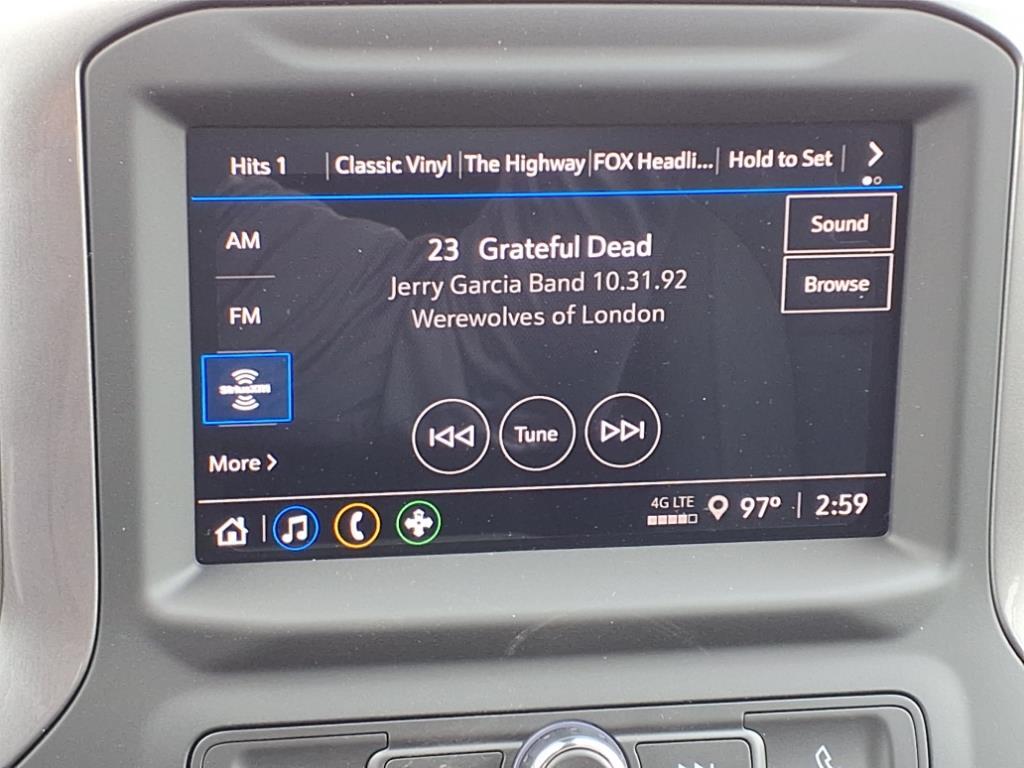 Hits 1 | Classic Vinyl | The Highway | FOX Headli... | Hold to Set |
Sound
AM
23 Grateful Dead
Jerry Garcia Band 10.31.92
Browse
FM
Werewolves of London
SiriusXM
Tune
More
4G LTE
97° | 2:59